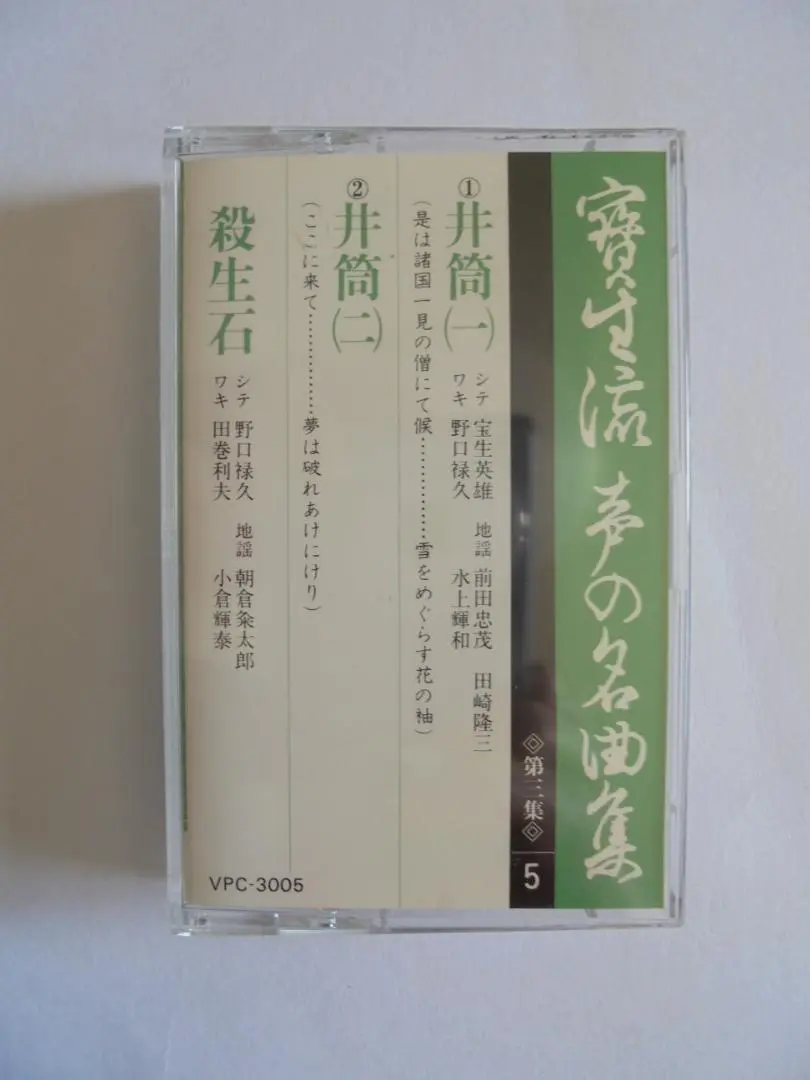 寶生流 声の名曲集
◇第三集◇ 5
①井筒(一)
シテ 宝生英雄 地謡 前田忠茂 田崎隆三
ワキ 野口禄久 水上輝和
(是は諸国一見の僧にて候………………雪をめぐらす花の袖)
②井筒(二)
(ここに来て………………夢は破れあけにけり)
殺生石
シテ 野口禄久 地謡 朝倉粂太郎
ワキ 田巻利夫 小倉輝泰
VPC-3005